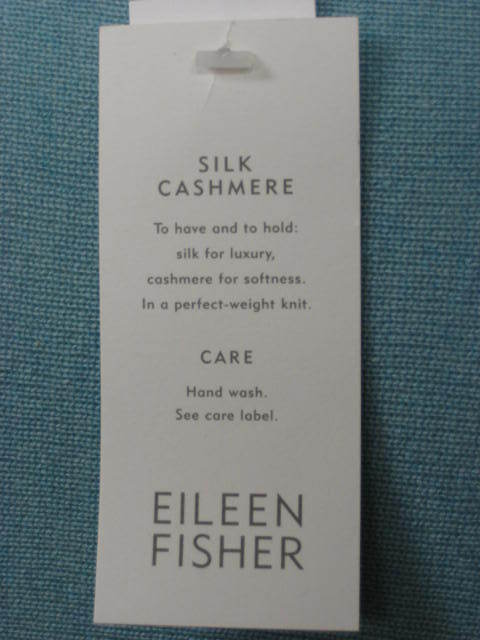 SILK
CASHMERE
To have and to hold:
silk for luxury,
cashmere for softness.
In a perfect-weight knit.
CARE
Hand wash.
See care label.
EILEEN
FISHER